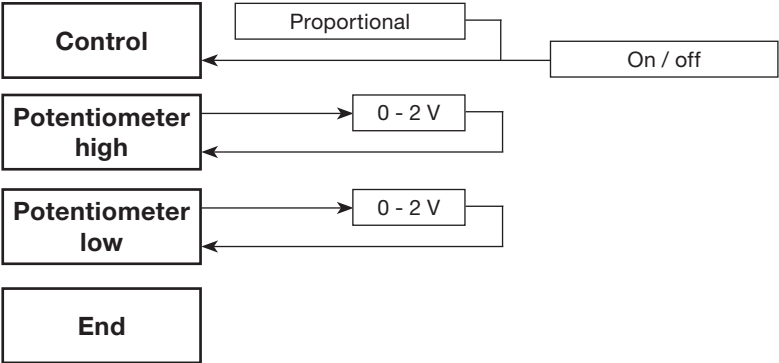 Proportional
Control
On / off
Potentiometer
high
0 - 2 V
Potentiometer
low
0 - 2 V
End